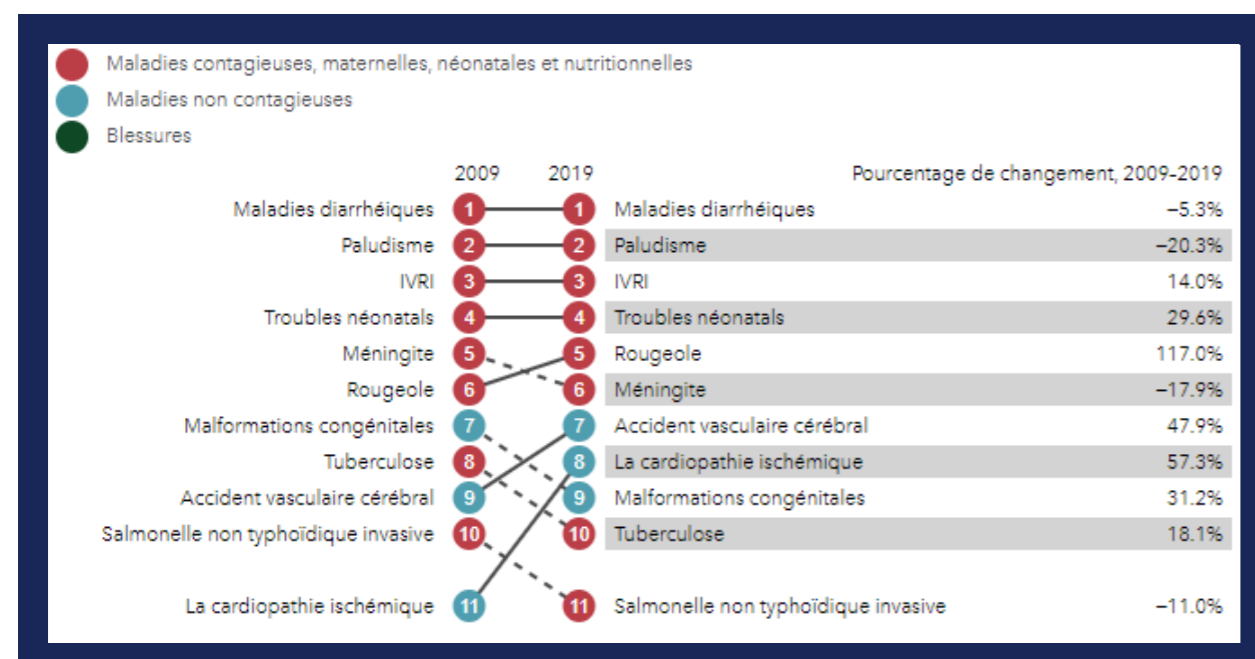 Maladies contagieuses, maternelles, néonatales et nutritionnelles
Maladies non contagieuses
Blessures
2009 2019 Pourcentage de changement, 2009-2019
Maladies diarrhéiques 1 1 Maladies diarrhéiques –5.3%
Paludisme 2 2 Paludisme –20.3%
IVRI 3 3 IVRI 14.0%
Troubles néonatals 4 4 Troubles néonatals 29.6%
Méningite 5 5 Rougeole 117.0%
Rougeole 6 6 Méningite –17.9%
Malformations congénitales 7 7 Accident vasculaire cérébral 47.9%
Tuberculose 8 8 La cardiopathie ischémique 57.3%
Accident vasculaire cérébral 9 9 Malformations congénitales 31.2%
Salmonelle non typhoïdique invasive 10 10 Tuberculose 18.1%
La cardiopathie ischémique 11 11 Salmonelle non typhoïdique invasive –11.0%